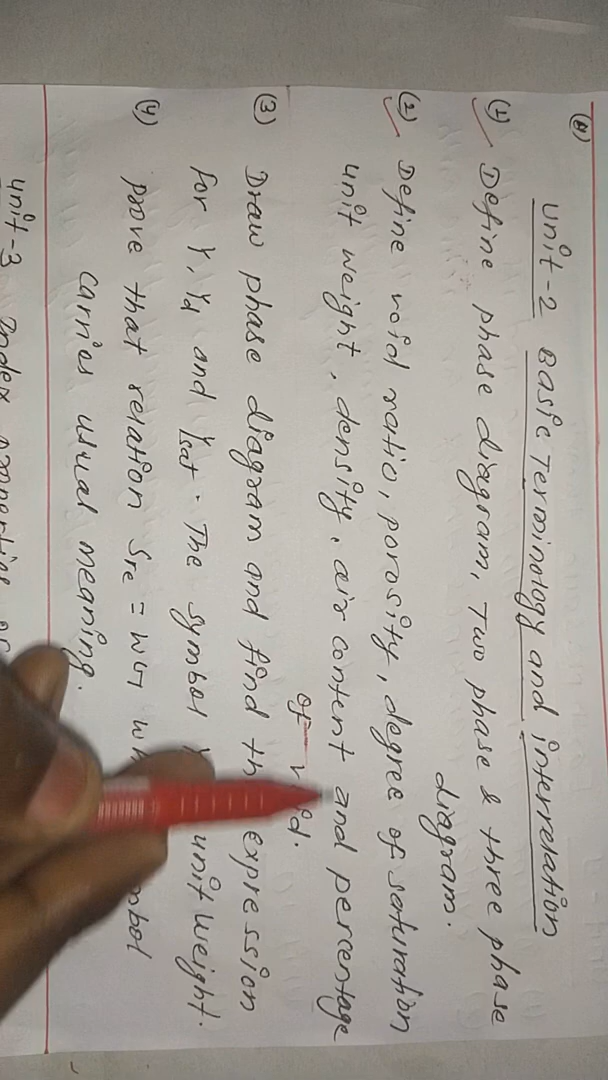 (B)
Unit-2 Basic Terminology and interrelation
(1) Define phase diagram, Two phase & three phase
diagram.
(2) Define void ratio, porosity, degree of saturation
unit weight, density, air content and percentage
of
(3) Draw phase diagram and find expression
for γ, γd and γsat. The symbol unit weight.
(4) prove that relation Sre = wG
carries usual meaning.
unit-3 Index properties